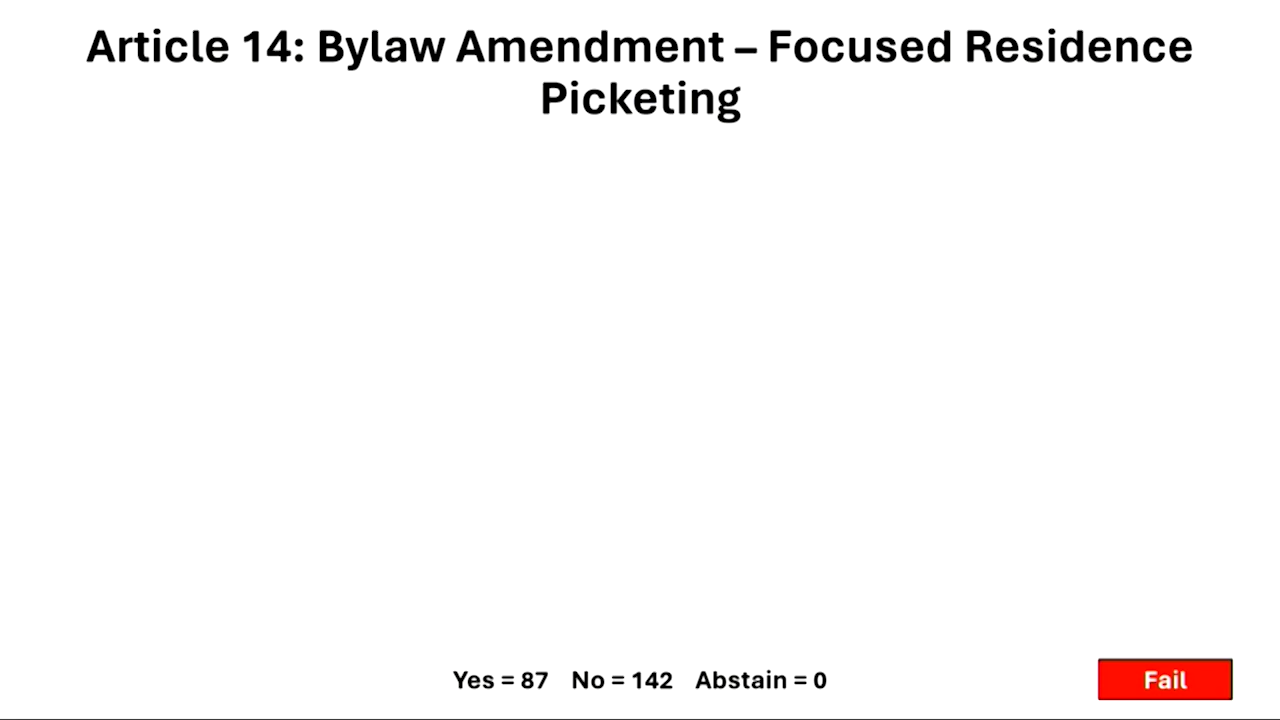 Article 14: Bylaw Amendment – Focused Residence
Picketing
Yes = 87 No = 142 Abstain = 0
Fail